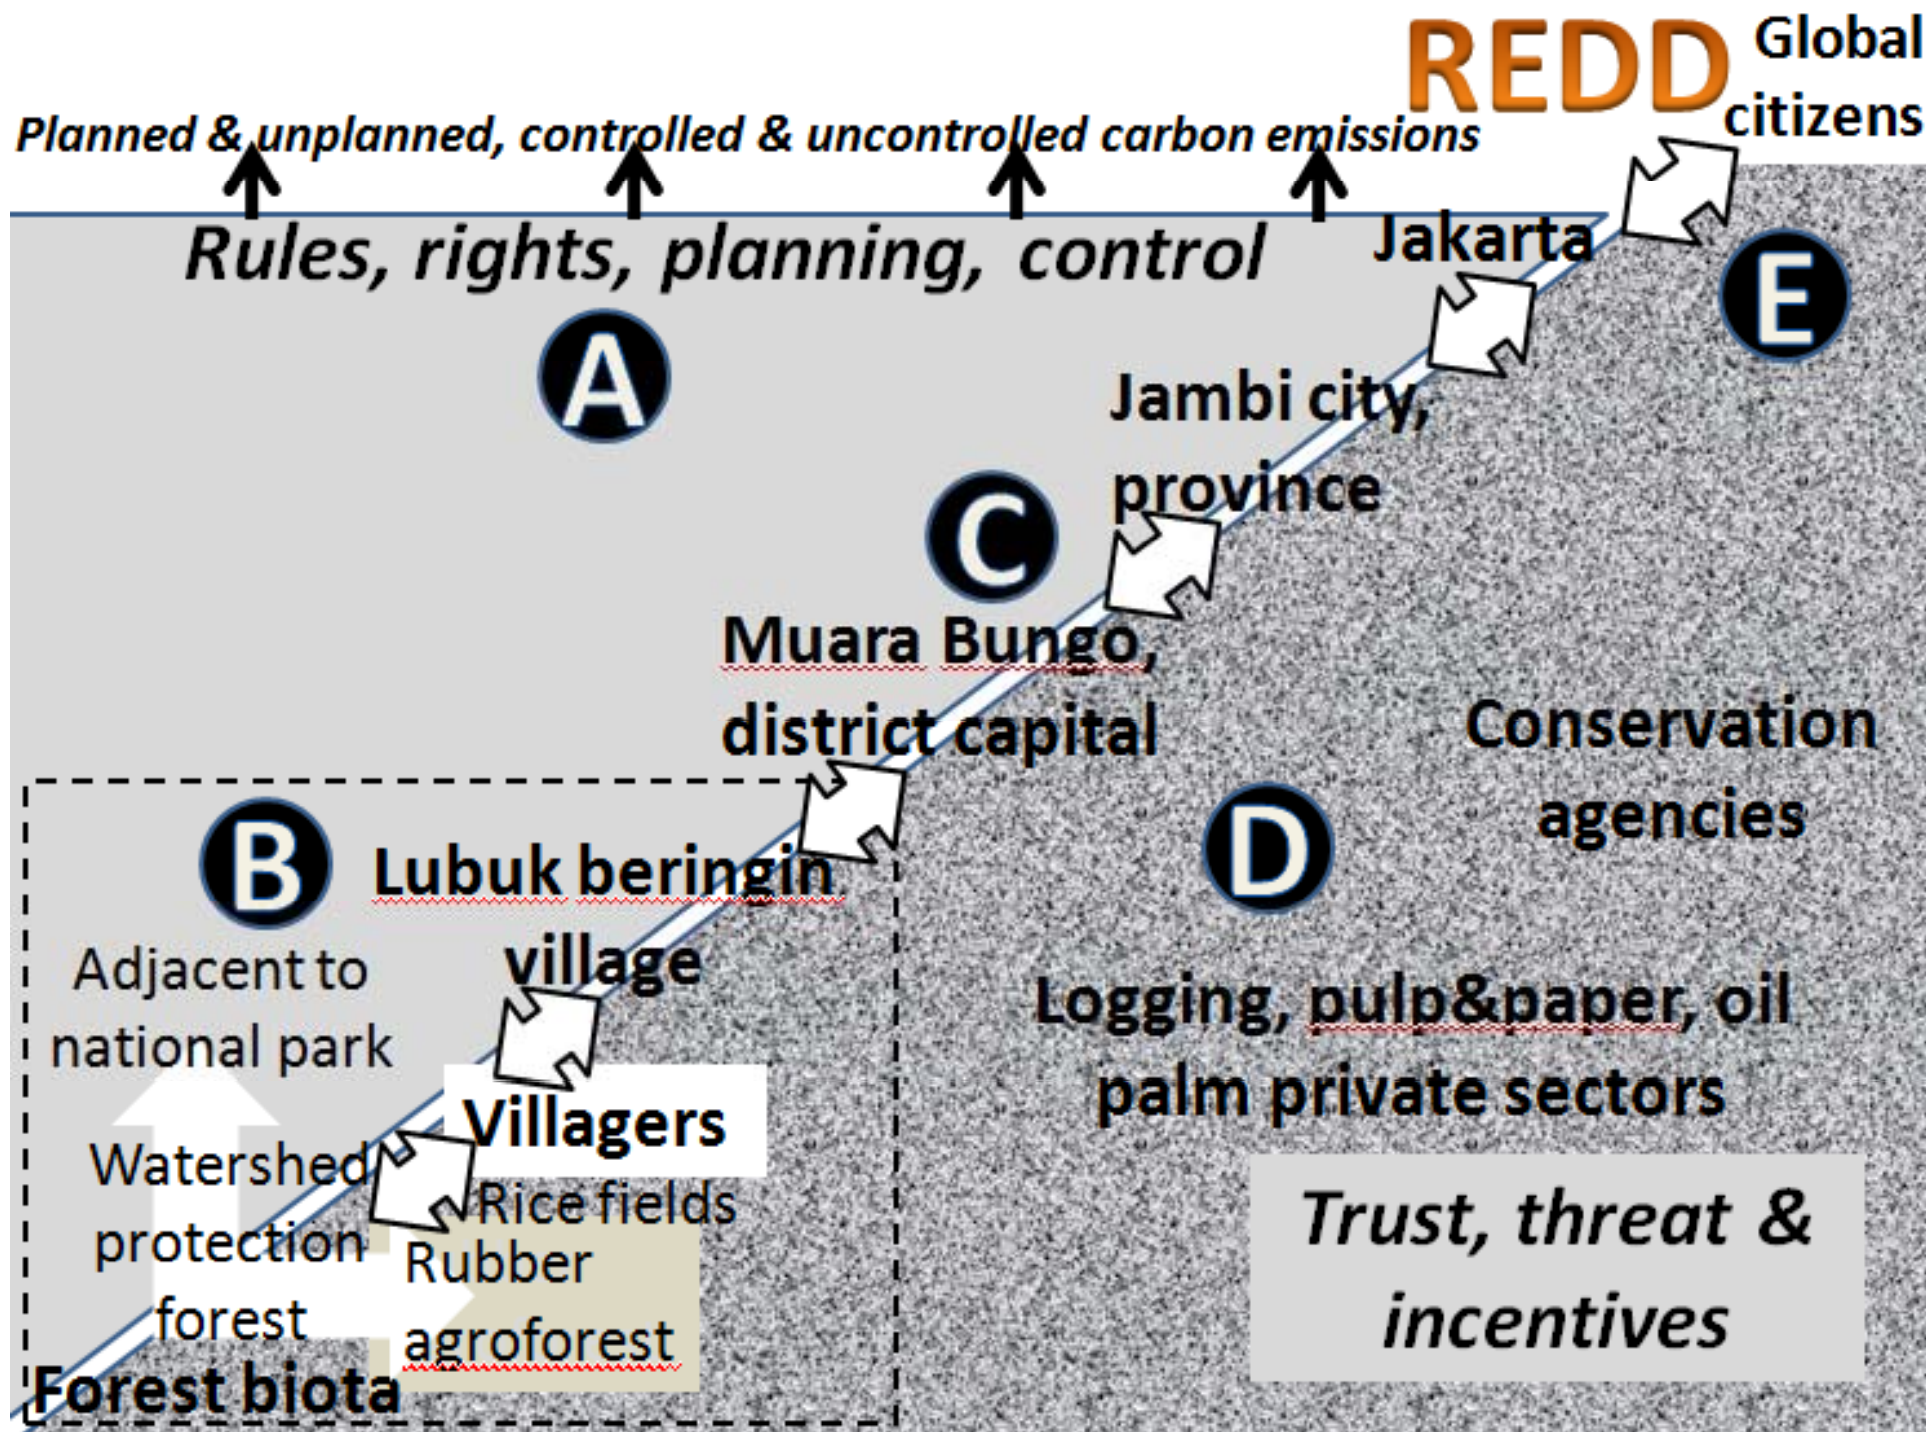 REDD
Global
citizens
Planned & unplanned, controlled & uncontrolled carbon emissions
Rules, rights, planning, control
Jakarta
A
E
Jambi city,
province
C
Muara Bungo,
district capital
Conservation
agencies
B
D
Lubuk beringin
village
Adjacent to
national park
Logging, pulp&paper, oil
palm private sectors
Villagers
Watershed
protection
forest
Rice fields
Rubber
agroforest
Trust, threat &
incentives
Forest biota